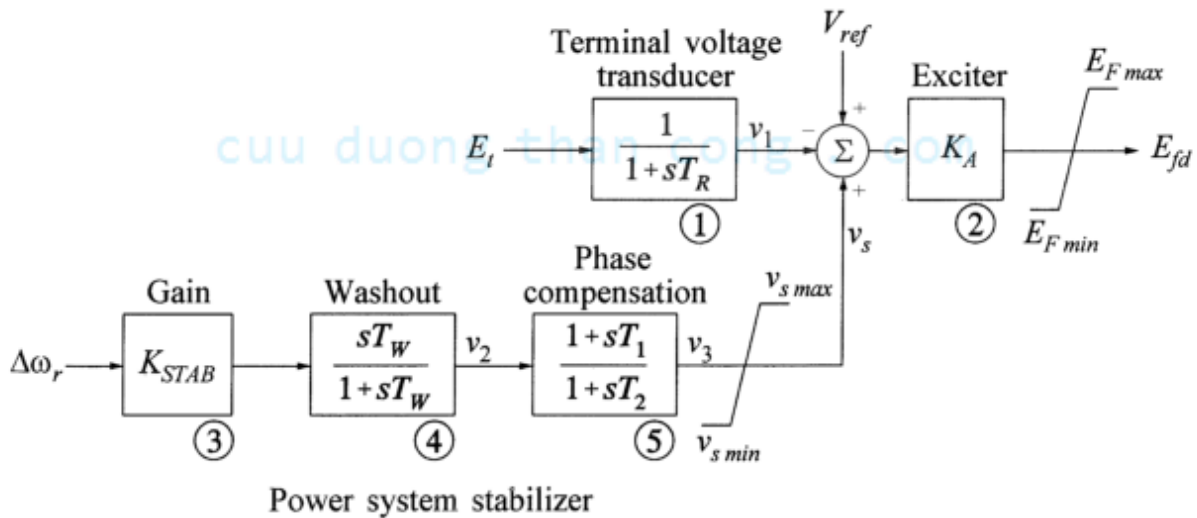 Terminal voltage
transducer
V_ref
Exciter
E_F max
cuu duong than cong . com
E_t
1
1+sT_R
v_1
−
+
Σ
+
K_A
E_fd
①
②
E_F min
v_s
Gain
Washout
Phase
compensation
v_s max
Δω_r
K_STAB
sT_W
1+sT_W
v_2
1+sT_1
1+sT_2
v_3
③
④
⑤
v_s min
Power system stabilizer